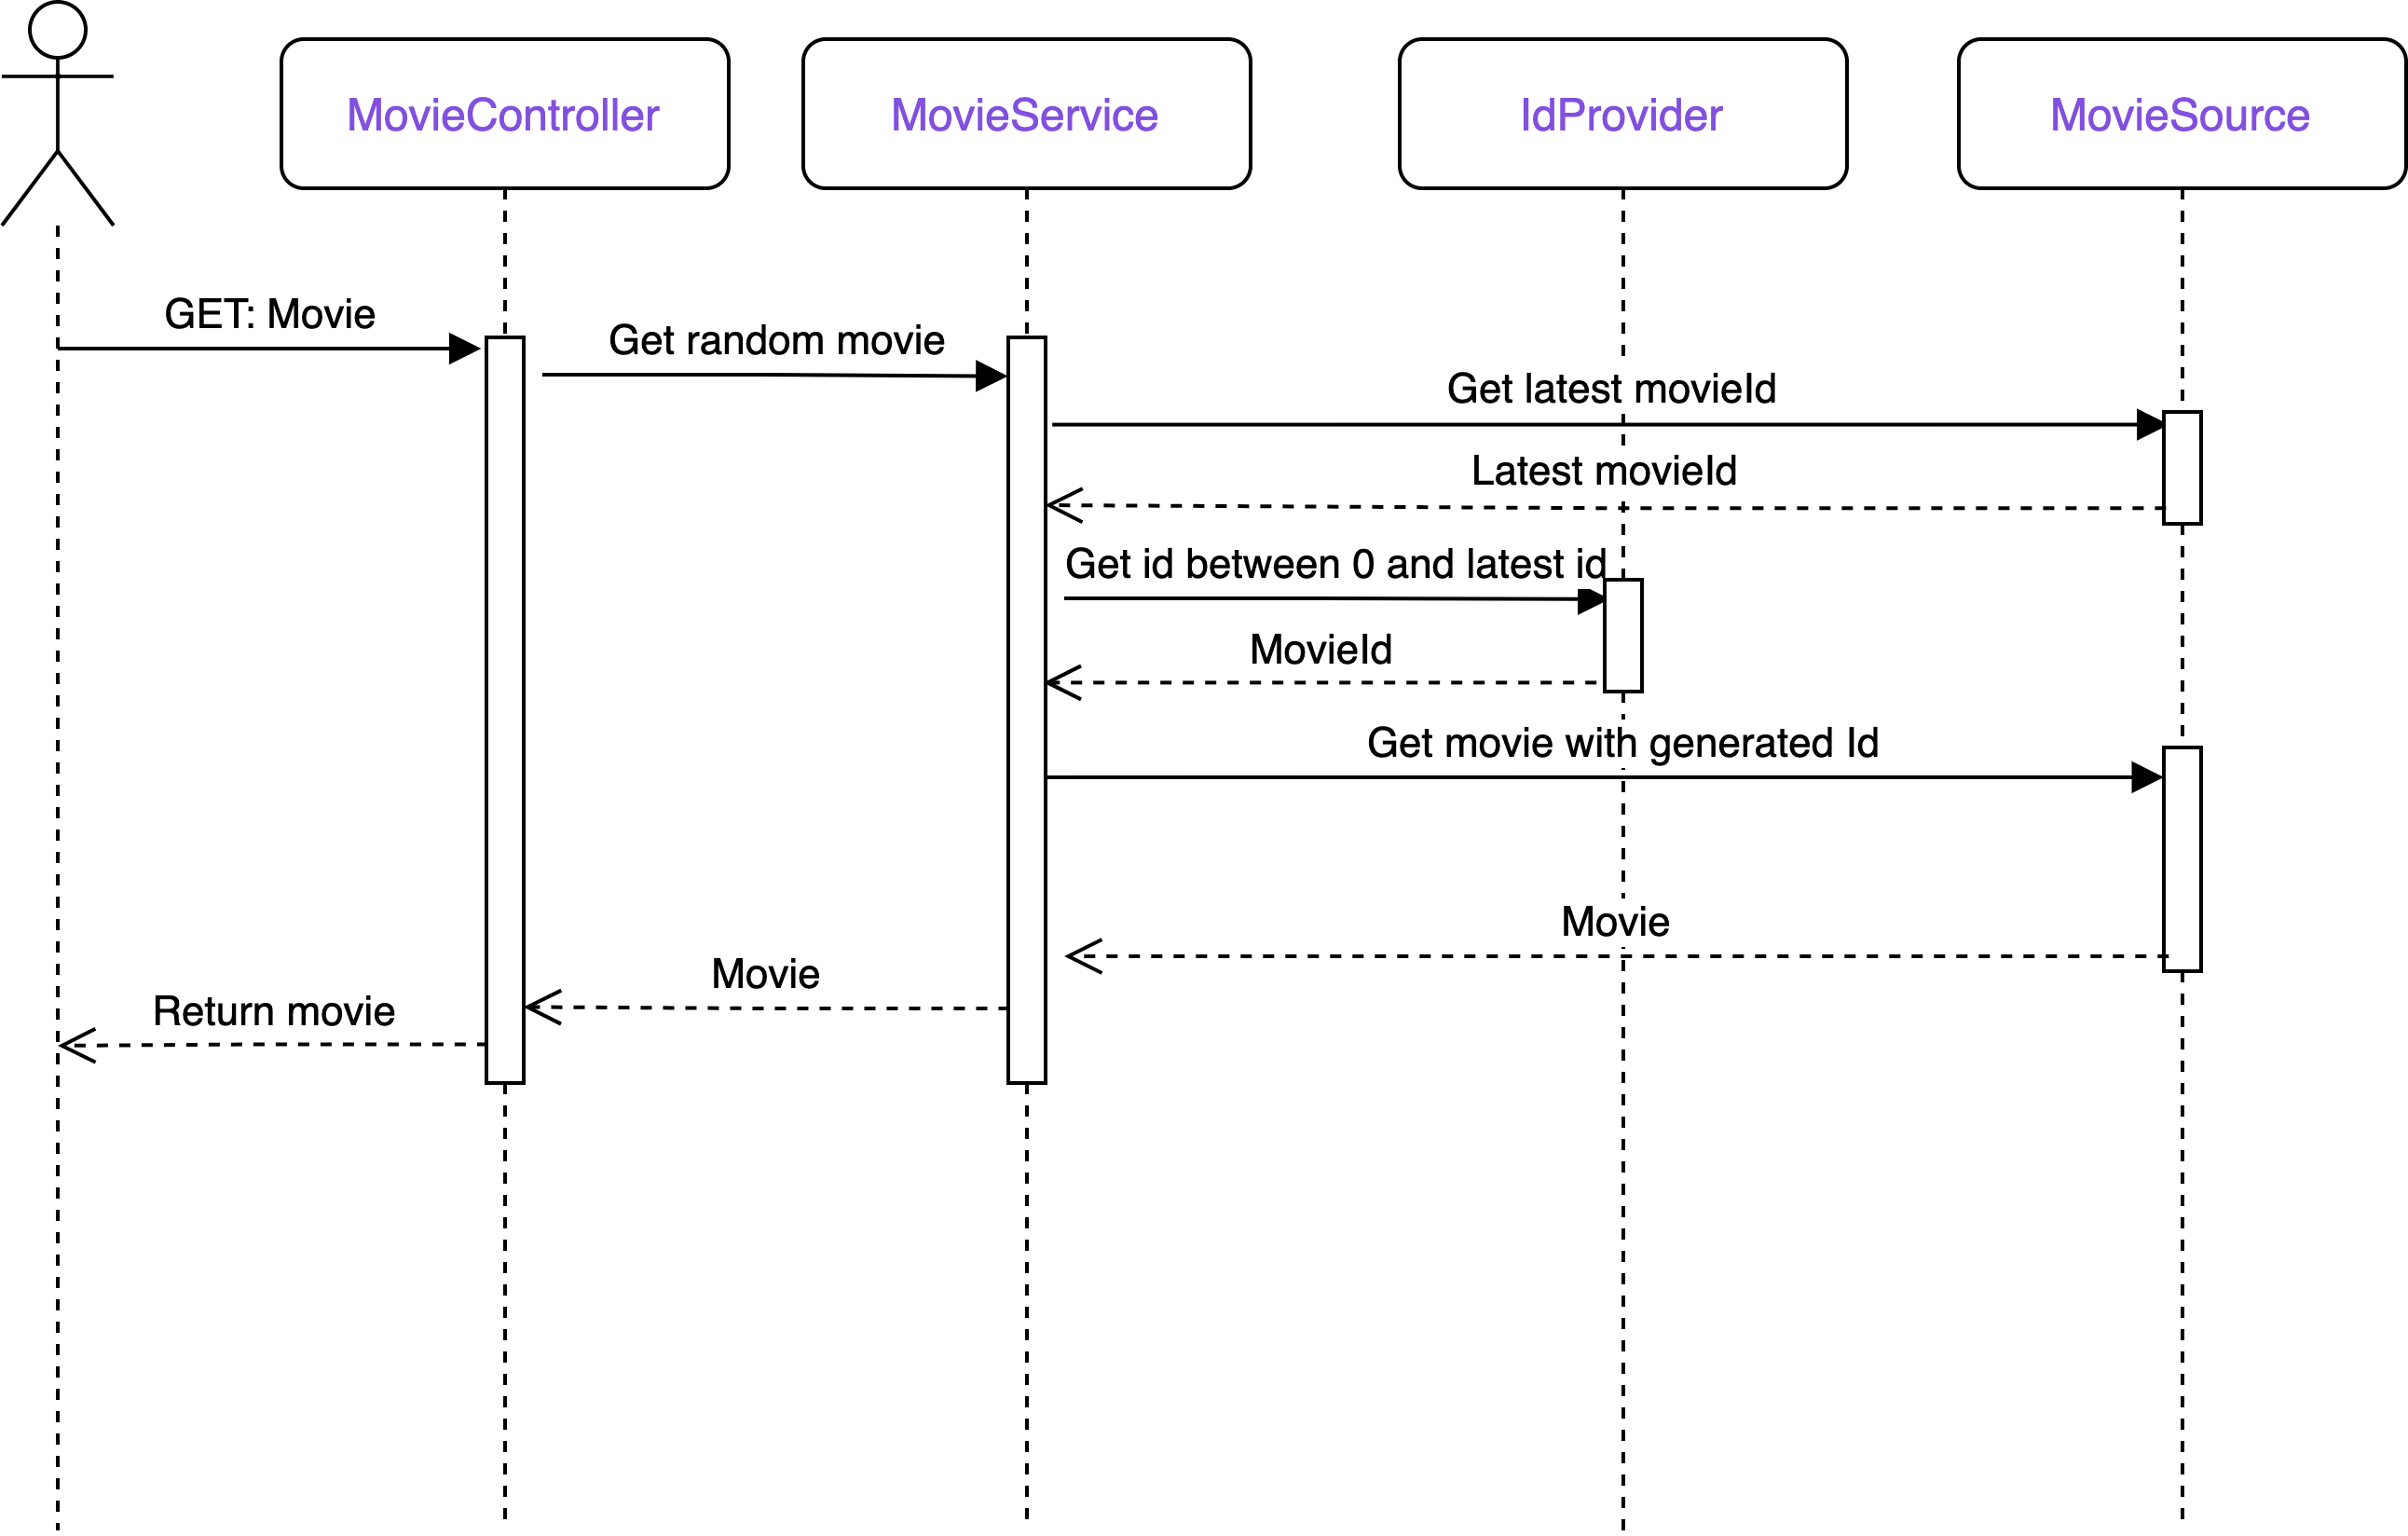 MovieController
MovieService
IdProvider
MovieSource
GET: Movie
Get random movie
Get latest movieId
Latest movieId
Get id between 0 and latest id
MovieId
Get movie with generated Id
Movie
Movie
Return movie